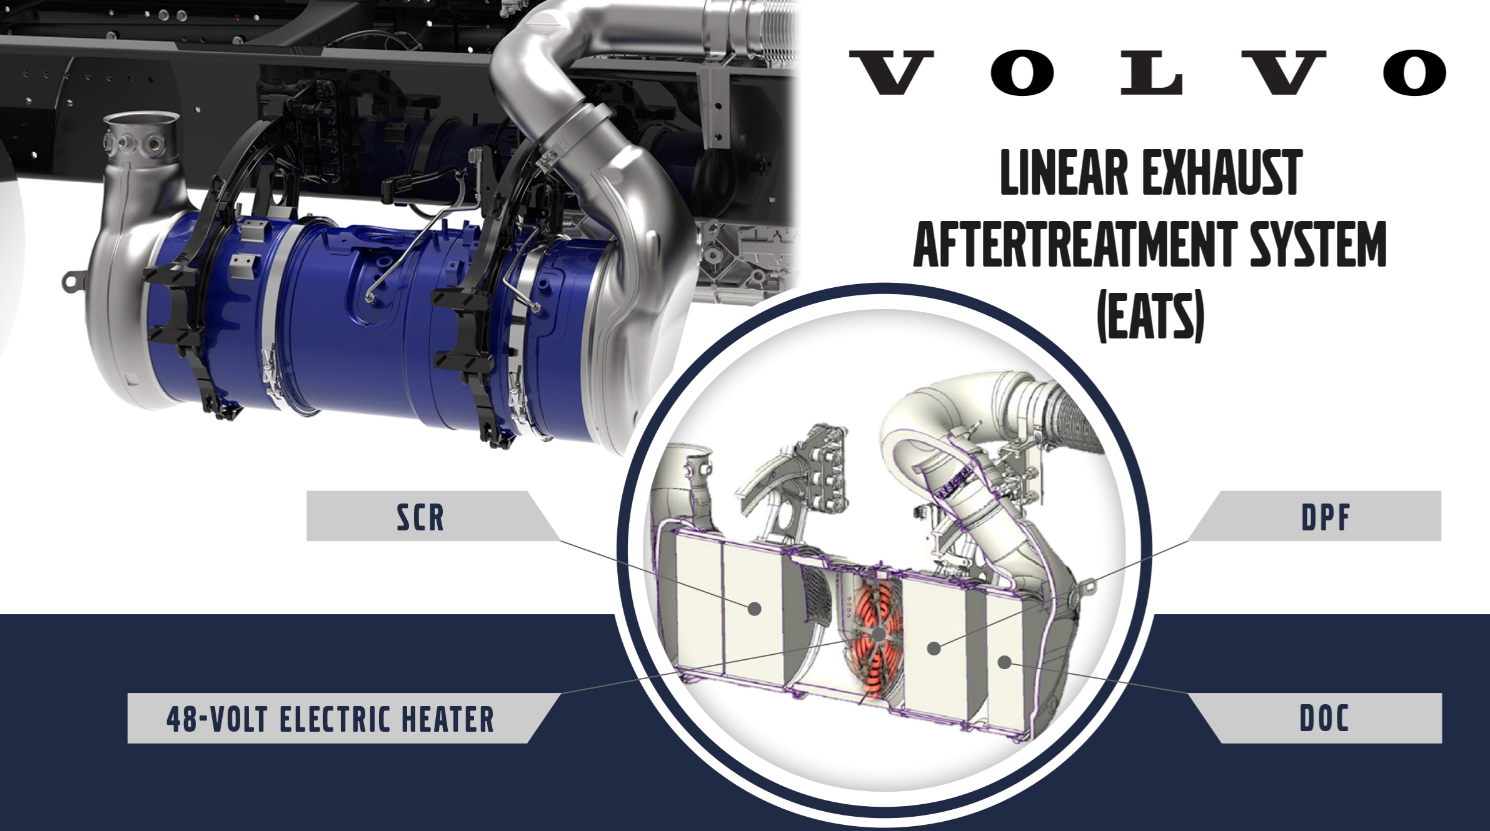 VOLVO
LINEAR EXHAUST
AFTERTREATMENT SYSTEM
(EATS)
SCR
DPF
48-VOLT ELECTRIC HEATER
DOC